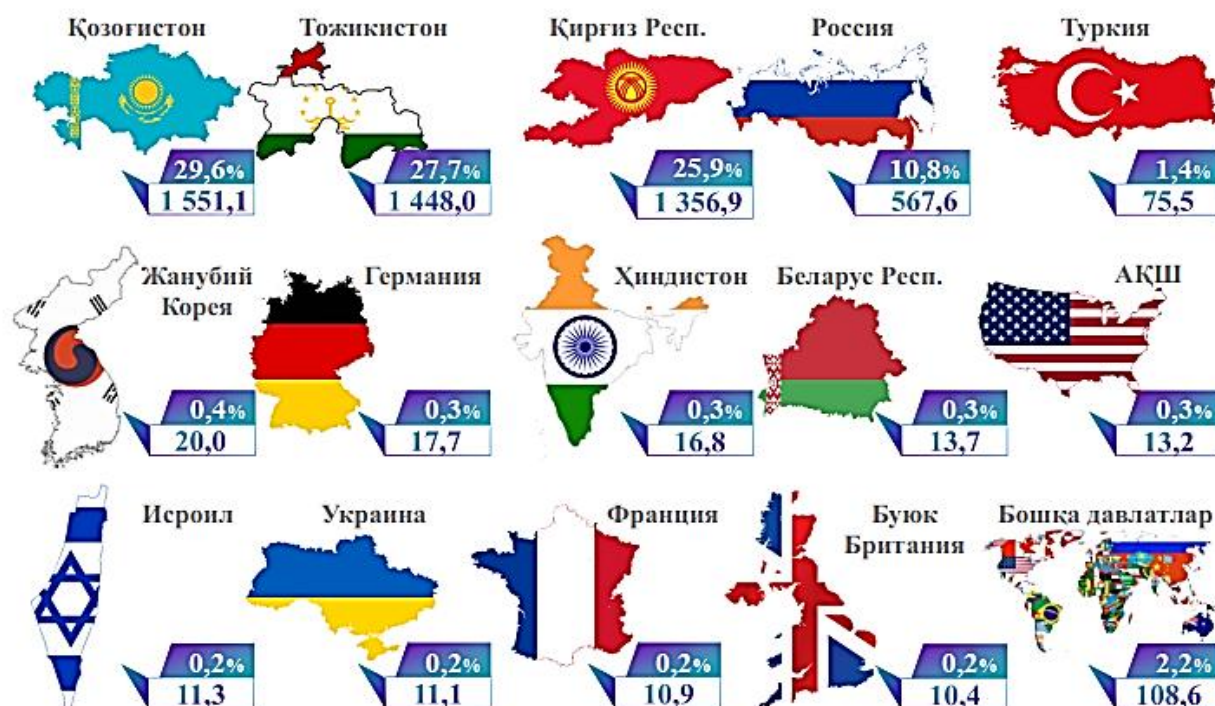 Қозоғистон
29,6%
1 551,1
Тожикистон
27,7%
1 448,0
Қирғиз Респ.
25,9%
1 356,9
Россия
10,8%
567,6
Туркия
1,4%
75,5
Жанубий
Корея
0,4%
20,0
Германия
0,3%
17,7
Ҳиндистон
0,3%
16,8
Беларус Респ.
0,3%
13,7
АҚШ
0,3%
13,2
Исроил
0,2%
11,3
Украина
0,2%
11,1
Франция
0,2%
10,9
Буюк
Британия
0,2%
10,4
Бошқа давлатлар
2,2%
108,6